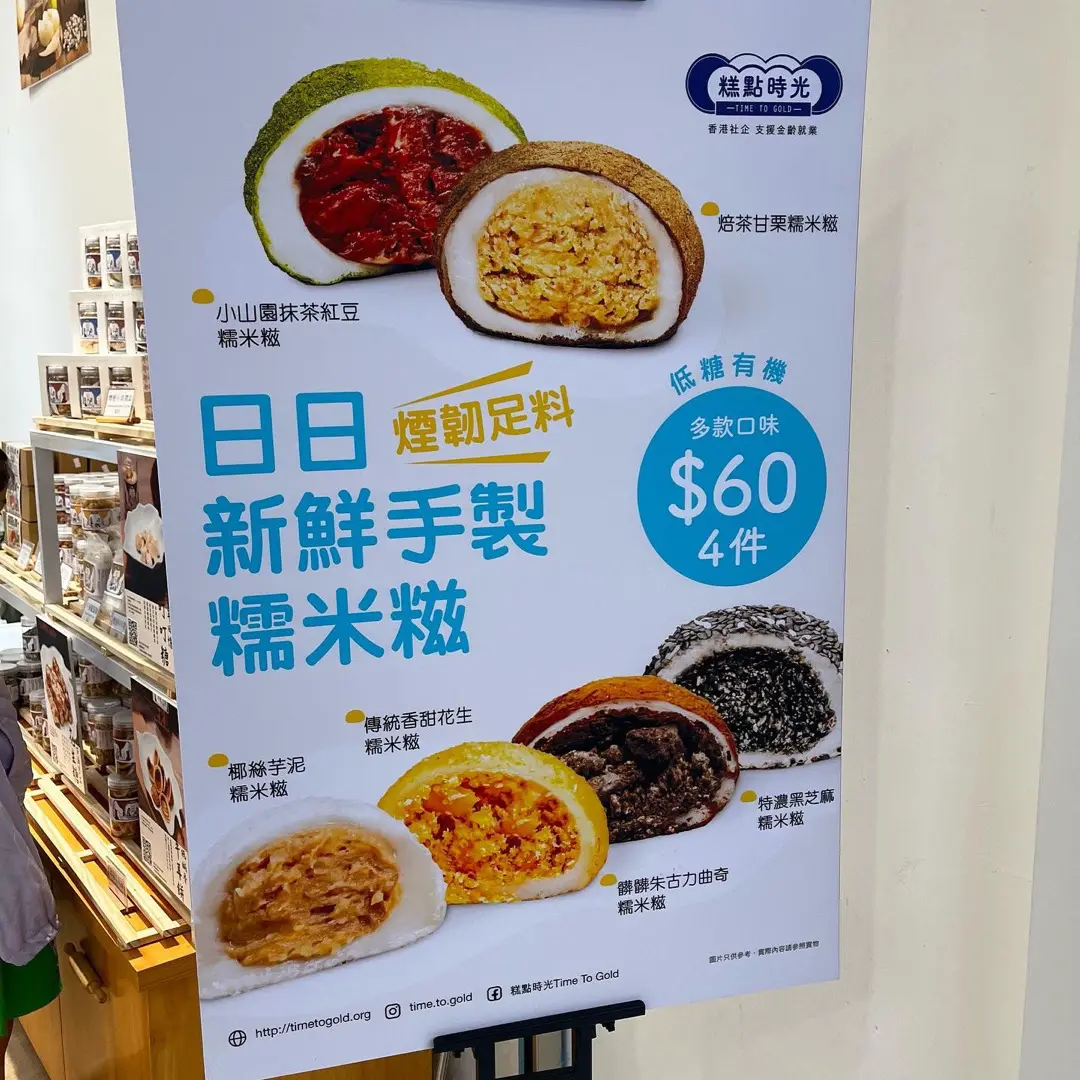 糕點時光
TIME TO GOLD
香港社企 支援金齡就業
焙茶甘栗糯米糍
小山園抹茶紅豆
糯米糍
低糖有機
多款口味
$60
4件
日日
煙韌足料
新鮮手製
糯米糍
傳統香甜花生
糯米糍
椰絲芋泥
糯米糍
特濃黑芝麻
糯米糍
髒髒朱古力曲奇
糯米糍
圖片只供參考，實際內容請參照實物
http://timetogold.org
time.to.gold
糕點時光Time To Gold